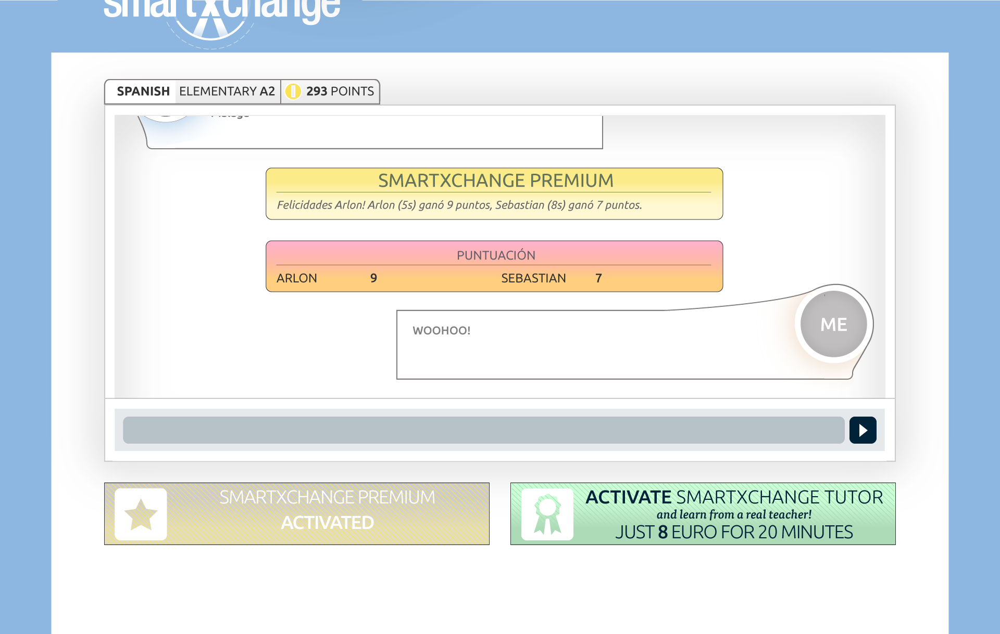 smartxchange
SPANISH ELEMENTARY A2 293 POINTS
SMARTXCHANGE PREMIUM
Felicidades Arlon! Arlon (5s) ganó 9 puntos, Sebastian (8s) ganó 7 puntos.
PUNTUACIÓN
ARLON 9 SEBASTIAN 7
WOOHOO!
ME
SMARTXCHANGE PREMIUM
ACTIVATED
ACTIVATE SMARTXCHANGE TUTOR
and learn from a real teacher!
JUST 8 EURO FOR 20 MINUTES